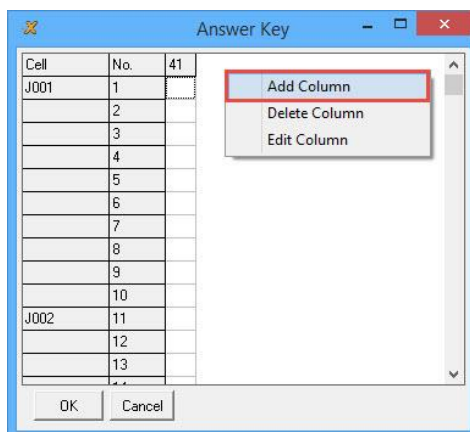 Answer Key
Cell No. 41
J001 1
2
3
4
5
6
7
8
9
10
J002 11
12
13
Add Column
Delete Column
Edit Column
OK Cancel